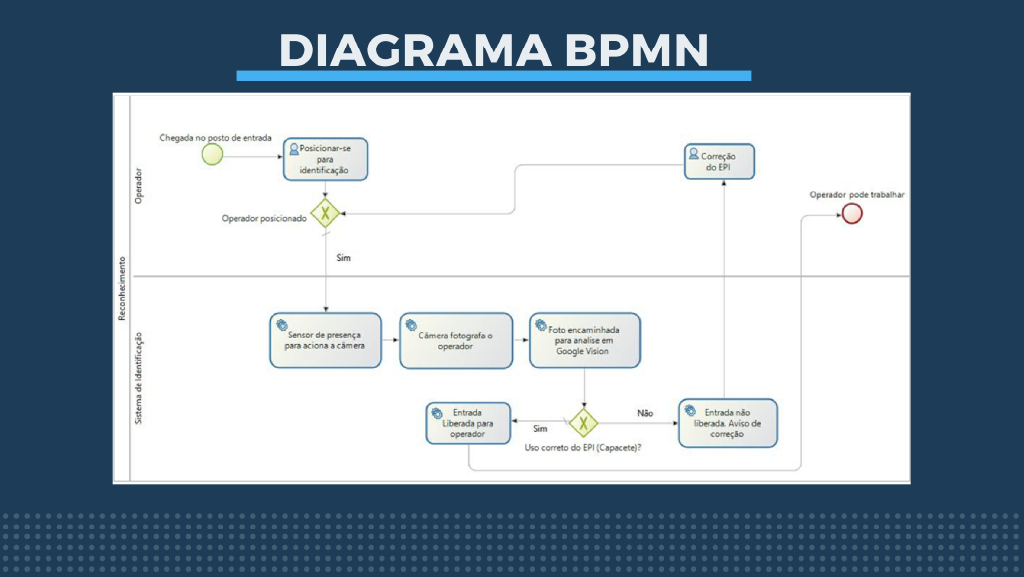 DIAGRAMA BPMN
Reconhecimento
Operador
Chegada no posto de entrada
Posicionar-se
para
identificação
Operador posicionado
Sim
Correção
do EPI
Operador pode trabalhar
Sistema de Identificação
Sensor de presença
para aciona a câmera
Câmera fotografa o
operador
Foto encaminhada
para analise em
Google Vision
Entrada
Liberada para
operador
Sim
Uso correto do EPI (Capacete)?
Não
Entrada não
liberada. Aviso de
correção